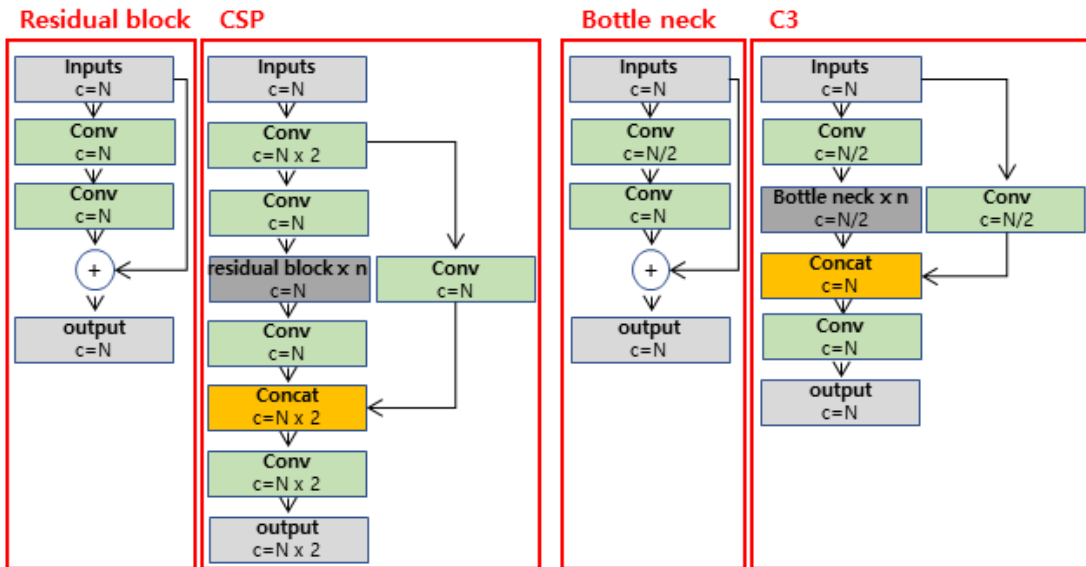 Residual block
Inputs
c=N
Conv
c=N
Conv
c=N
+
output
c=N
CSP
Inputs
c=N
Conv
c=N x 2
Conv
c=N
residual block x n
c=N
Conv
c=N
Conv
c=N
Concat
c=N x 2
Conv
c=N x 2
output
c=N x 2
Bottle neck
Inputs
c=N
Conv
c=N/2
Conv
c=N
+
output
c=N
C3
Inputs
c=N
Conv
c=N/2
Bottle neck x n
c=N/2
Conv
c=N/2
Concat
c=N
Conv
c=N
output
c=N